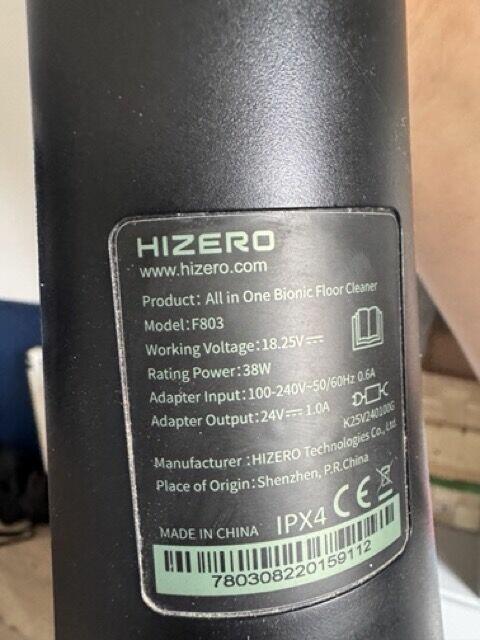 HIZERO
www.hizero.com
Product: All in One Bionic Floor Cleaner
Model:F803
Working Voltage:18.25V⎓
Rating Power:38W
Adapter Input:100-240V~50/60Hz 0.6A
Adapter Output:24V⎓ 1.0A
K25V240100G
Manufacturer :HIZERO Technologies Co., Ltd.
Place of Origin: Shenzhen, P.R.China
MADE IN CHINA IPX4 CE
780308220159112